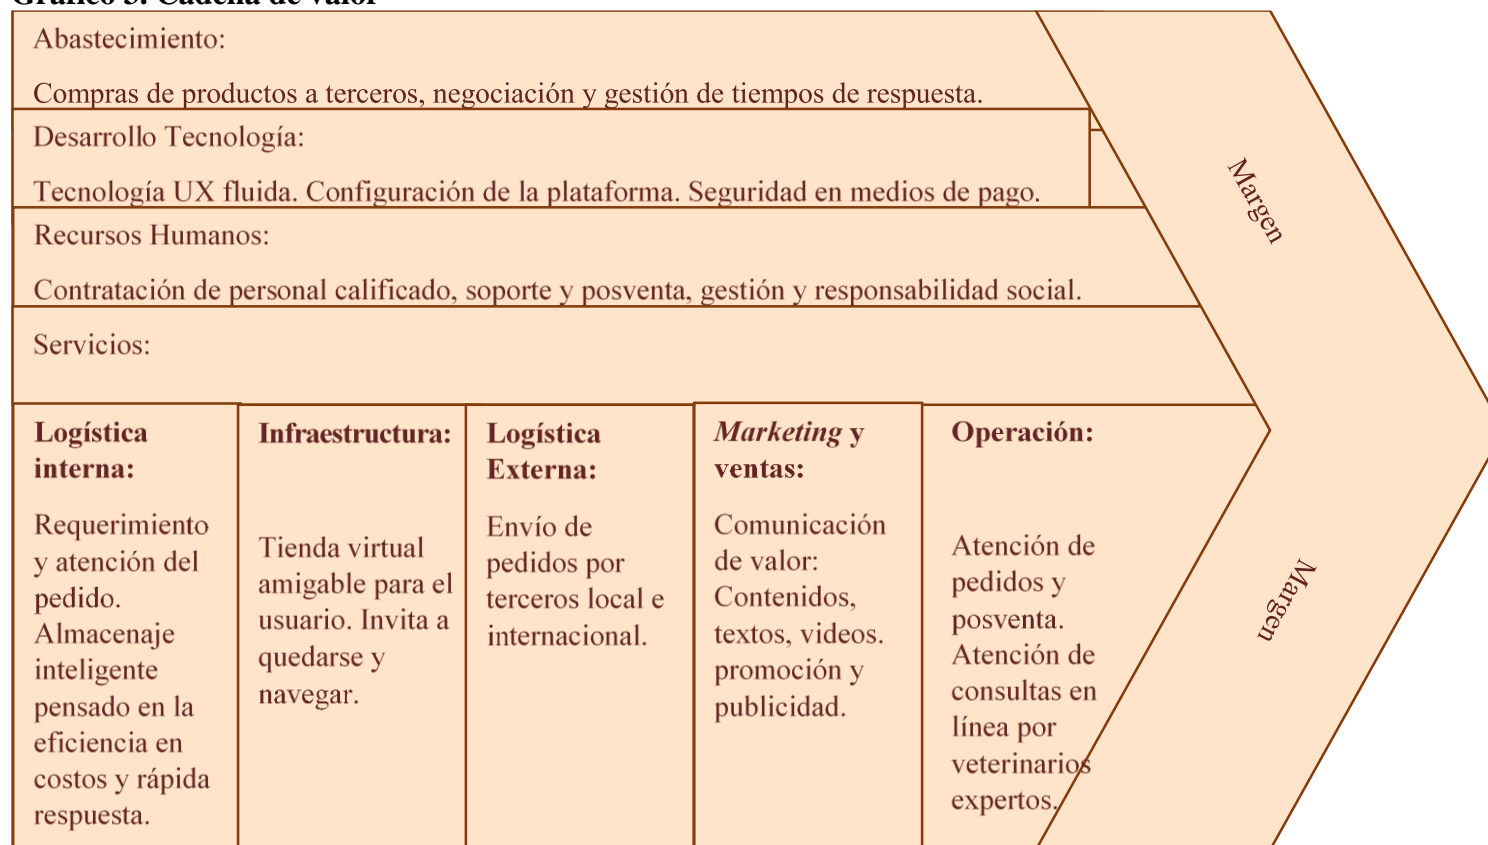 Gráfico 3. Cadena de valor
Abastecimiento:
Compras de productos a terceros, negociación y gestión de tiempos de respuesta.
Desarrollo Tecnología:
Tecnología UX fluida. Configuración de la plataforma. Seguridad en medios de pago.
Recursos Humanos:
Contratación de personal calificado, soporte y posventa, gestión y responsabilidad social.
Servicios:
Logística
interna:
Requerimiento
y atención del
pedido.
Almacenaje
inteligente
pensado en la
eficiencia en
costos y rápida
respuesta.
Infraestructura:
Tienda virtual
amigable para el
usuario. Invita a
quedarse y
navegar.
Logística
Externa:
Envío de
pedidos por
terceros local e
internacional.
Marketing y
ventas:
Comunicación
de valor:
Contenidos,
textos, videos.
promoción y
publicidad.
Operación:
Atención de
pedidos y
posventa.
Atención de
consultas en
línea por
veterinarios
expertos.
Margen
Margen